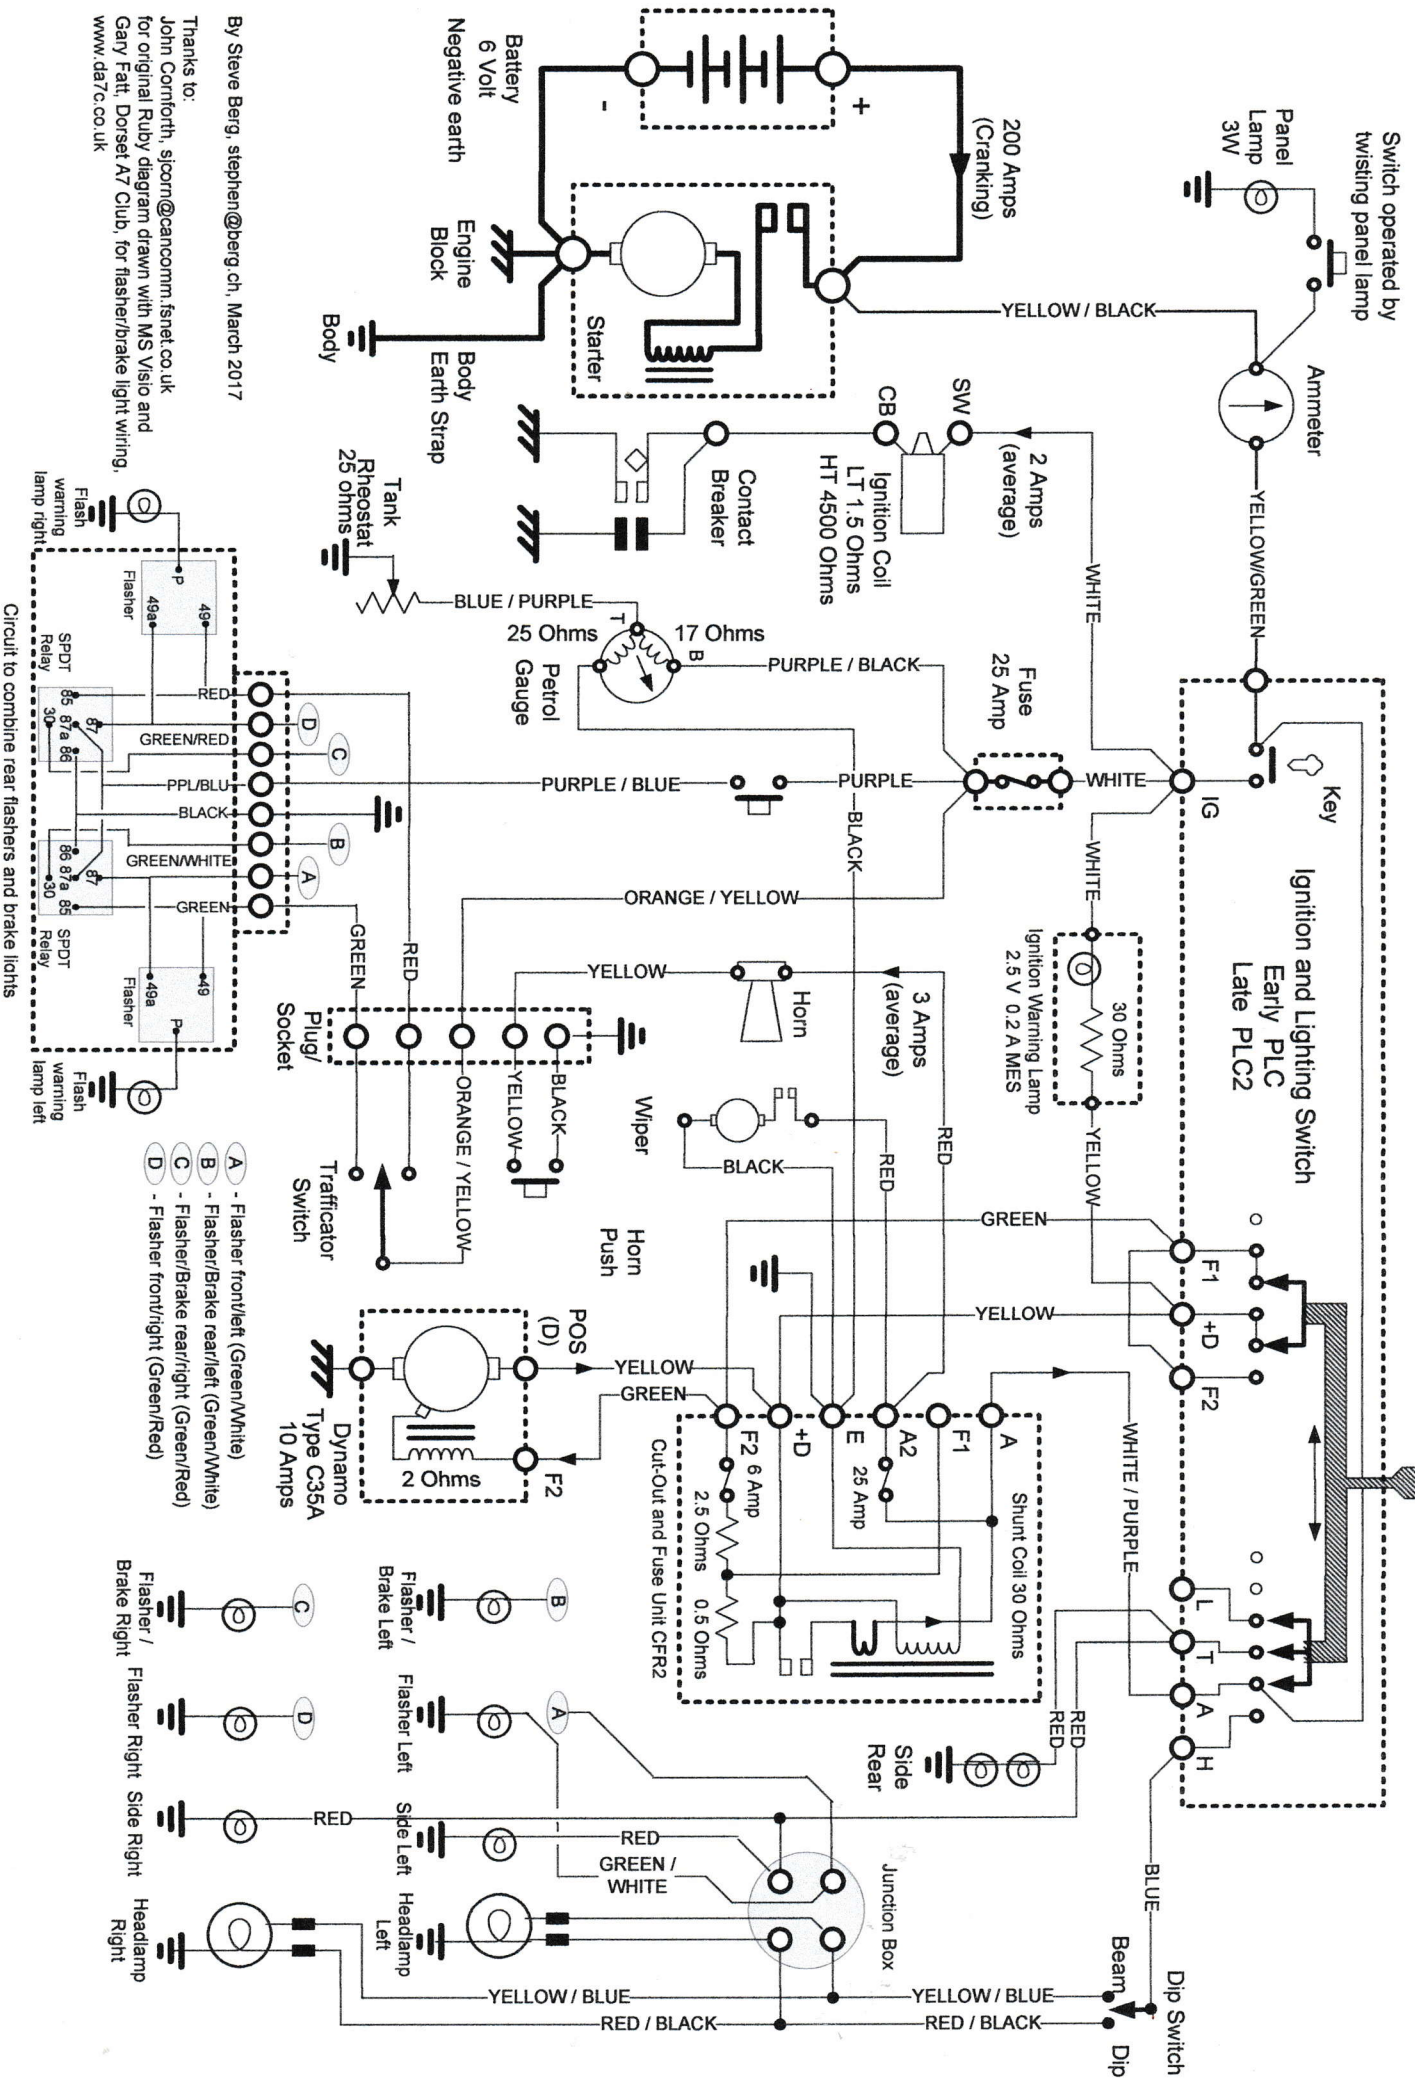 Switch operated by
twisting panel lamp
Panel
Lamp
3W
Ammeter
YELLOW/GREEN
YELLOW / BLACK
200 Amps
(Cranking)
+
-
Battery
6 Volt
Negative earth
Engine
Block
Starter
Body
Earth Strap
Body
Ignition and Lighting Switch
Early PLC
Late PLC2
Key
IG
F1
+D
F2
L
T
A
H
WHITE
2 Amps
(average)
SW
CB
Ignition Coil
LT 1.5 Ohms
HT 4500 Ohms
Contact
Breaker
Fuse
25 Amp
WHITE
WHITE
30 Ohms
Ignition Warning Lamp
2.5 V 0.2 A MES
YELLOW
Tank
Rheostat
25 ohms
BLUE / PURPLE
T
B
25 Ohms
17 Ohms
Petrol
Gauge
PURPLE / BLACK
PURPLE / BLUE
PURPLE
BLACK
ORANGE / YELLOW
YELLOW
Horn
3 Amps
(average)
RED
Wiper
BLACK
RED
GREEN
YELLOW
WHITE / PURPLE
GREEN
RED
Plug/
Socket
ORANGE / YELLOW
YELLOW
BLACK
Trafficator
Switch
Horn
Push
POS
(D)
YELLOW
GREEN
F2
2 Ohms
Dynamo
Type C35A
10 Amps
F2
+D
E
A2
F1
A
6 Amp
25 Amp
2.5 Ohms
0.5 Ohms
Shunt Coil 30 Ohms
Cut-Out and Fuse Unit CFR2
RED
RED
Side
Rear
BLUE
Dip Switch
Beam
Dip
YELLOW / BLUE
RED / BLACK
YELLOW / BLUE
RED / BLACK
Junction Box
B
A
C
D
Flasher /
Brake Left
Flasher Left
Side Left
Headlamp
Left
RED
GREEN /
WHITE
RED
Flasher /
Brake Right
Flasher Right
Side Right
Headlamp
Right
By Steve Berg, stephen@berg.ch, March 2017
Thanks to:
John Cornforth, sjcorn@cancomm.fsnet.co.uk
for original Ruby diagram drawn with MS Visio and
Gary Fatt, Dorset A7 Club, for flasher/brake light wiring,
www.da7c.co.uk
Flash
warning
lamp right
P
49
49a
Flasher
SPDT
Relay
85
87
87a
30
86
RED
GREEN/RED
PPL/BLU
BLACK
GREEN/WHITE
GREEN
D
C
B
A
86
87
87a
30
85
SPDT
Relay
49
49a
P
Flasher
Flash
warning
lamp left
Circuit to combine rear flashers and brake lights
A - Flasher front/left (Green/White)
B - Flasher/Brake rear/left (Green/White)
C - Flasher/Brake rear/right (Green/Red)
D - Flasher front/right (Green/Red)